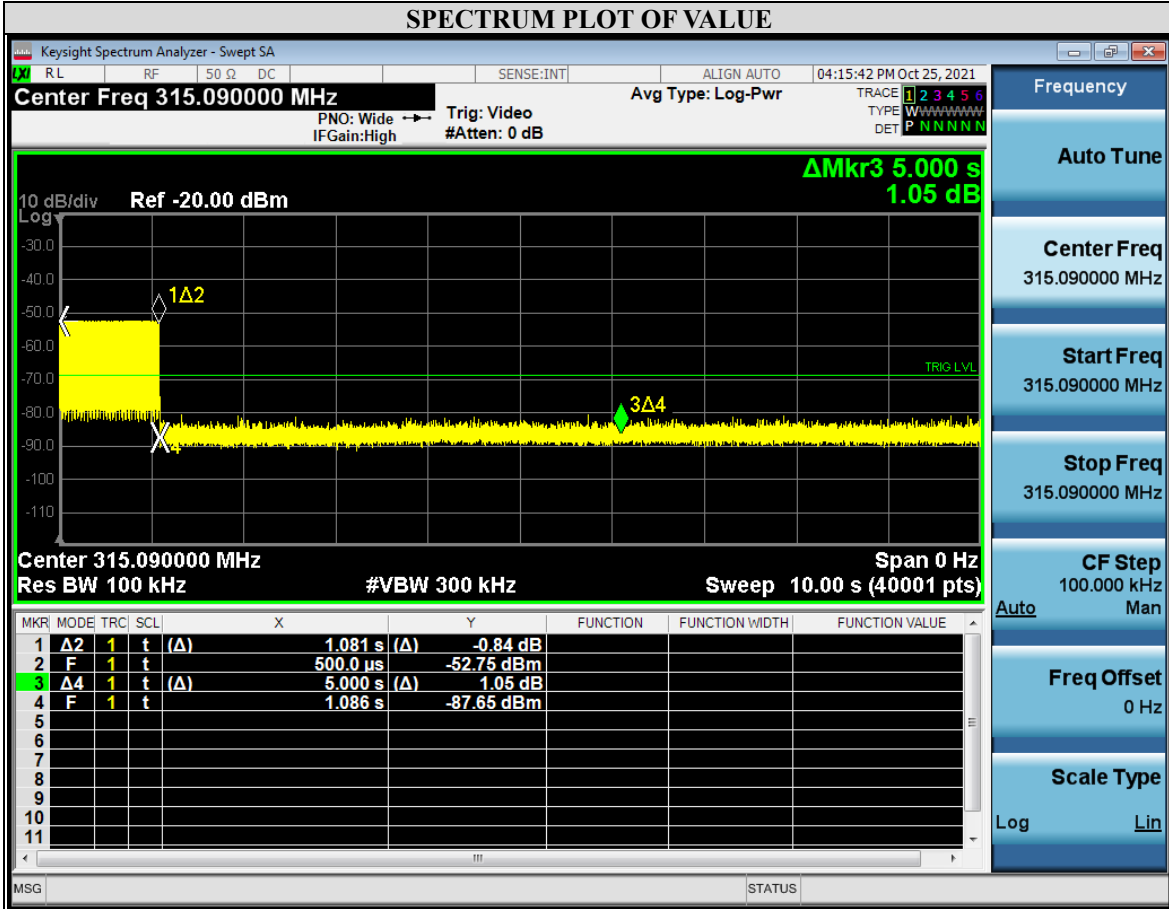 SPECTRUM PLOT OF VALUE
Keysight Spectrum Analyzer - Swept SA
LXI RL RF 50 Ω DC SENSE:INT ALIGN AUTO 04:15:42 PM Oct 25, 2021
Center Freq 315.090000 MHz
PNO: Wide
IFGain:High
Trig: Video
#Atten: 0 dB
Avg Type: Log-Pwr
TRACE 1 2 3 4 5 6
TYPE WWWWWW
DET P N N N N N
ΔMkr3 5.000 s
1.05 dB
10 dB/div Ref -20.00 dBm
Log
-30.0
-40.0
-50.0
-60.0
-70.0
-80.0
-90.0
-100
-110
1Δ2
TRIG LVL
3Δ4
4
Center 315.090000 MHz Span 0 Hz
Res BW 100 kHz #VBW 300 kHz Sweep 10.00 s (40001 pts)
MKR MODE TRC SCL X Y FUNCTION FUNCTION WIDTH FUNCTION VALUE
1 Δ2 1 t (Δ) 1.081 s (Δ) -0.84 dB
2 F 1 t 500.0 µs -52.75 dBm
3 Δ4 1 t (Δ) 5.000 s (Δ) 1.05 dB
4 F 1 t 1.086 s -87.65 dBm
5
6
7
8
9
10
11
MSG STATUS
Frequency
Auto Tune
Center Freq
315.090000 MHz
Start Freq
315.090000 MHz
Stop Freq
315.090000 MHz
CF Step
100.000 kHz
Auto Man
Freq Offset
0 Hz
Scale Type
Log Lin